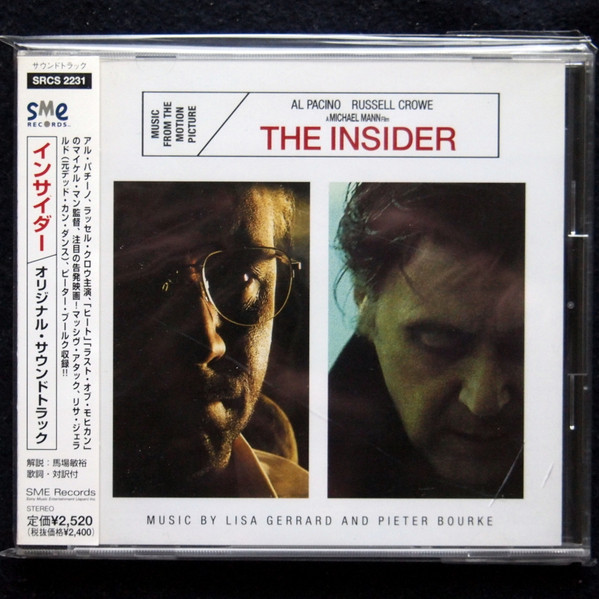 サウンドトラック
SRCS 2231
SME
RECORDS
インサイダー
オリジナル・サウンドトラック
アル・パチーノ、ラッセル・クロウ主演、「ヒート」「ラスト・オブ・モヒカン」
のマイケル・マン監督、注目の告発映画!マッシヴ・アタック、リサ・ジェラ
ルド(元デッド・カン・ダンス)、ピーター・ブールク収録!!
解説:馬場敏裕
歌詞・対訳付
SME Records
Sony Music Entertainment (Japan) Inc.
STEREO
定価¥2,520
(税抜価格¥2,400)
MUSIC
FROM THE
MOTION
PICTURE
AL PACINO RUSSELL CROWE
A MICHAEL MANN Film
THE INSIDER
MUSIC BY LISA GERRARD AND PIETER BOURKE